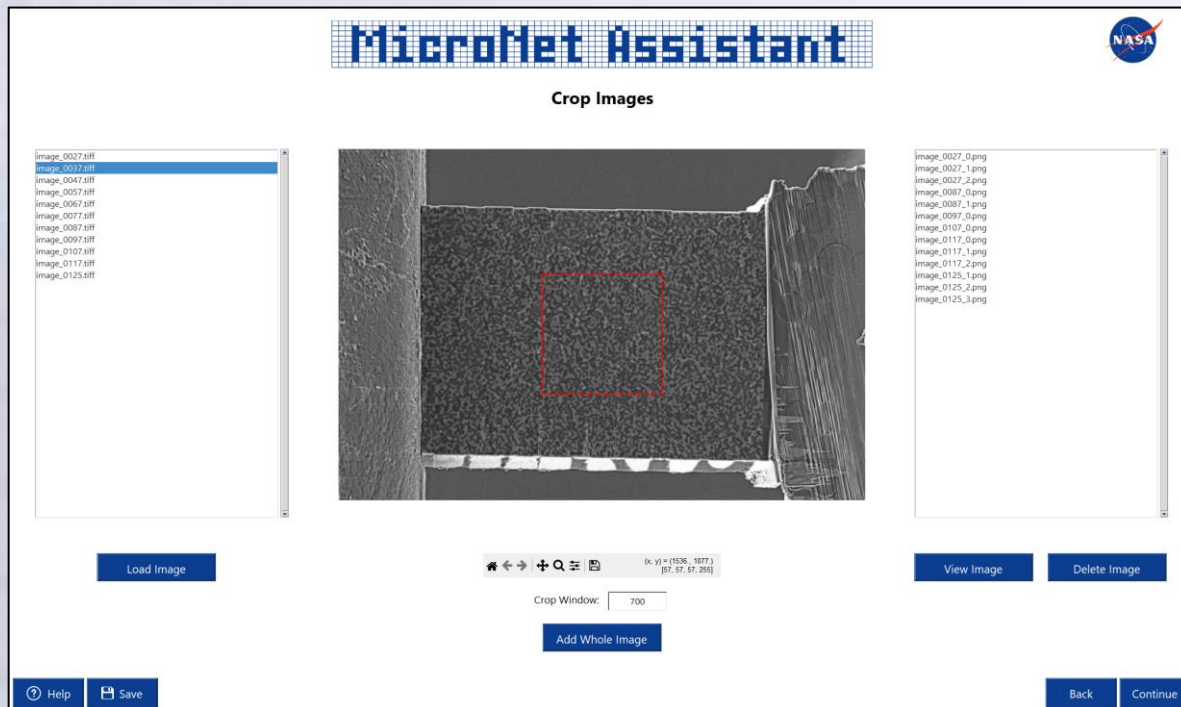 MicroNet Assistant
NASA
Crop Images
image_0027.tiff
image_0037.tiff
image_0047.tiff
image_0057.tiff
image_0067.tiff
image_0077.tiff
image_0087.tiff
image_0097.tiff
image_0107.tiff
image_0117.tiff
image_0125.tiff
image_0027_0.png
image_0027_1.png
image_0027_2.png
image_0087_0.png
image_0087_1.png
image_0097_0.png
image_0107_0.png
image_0117_0.png
image_0117_1.png
image_0117_2.png
image_0125_1.png
image_0125_2.png
image_0125_3.png
Load Image
(x, y) = (1536., 1077.)
[57, 57, 57, 255]
View Image
Delete Image
Crop Window: 700
Add Whole Image
? Help
Save
Back
Continue